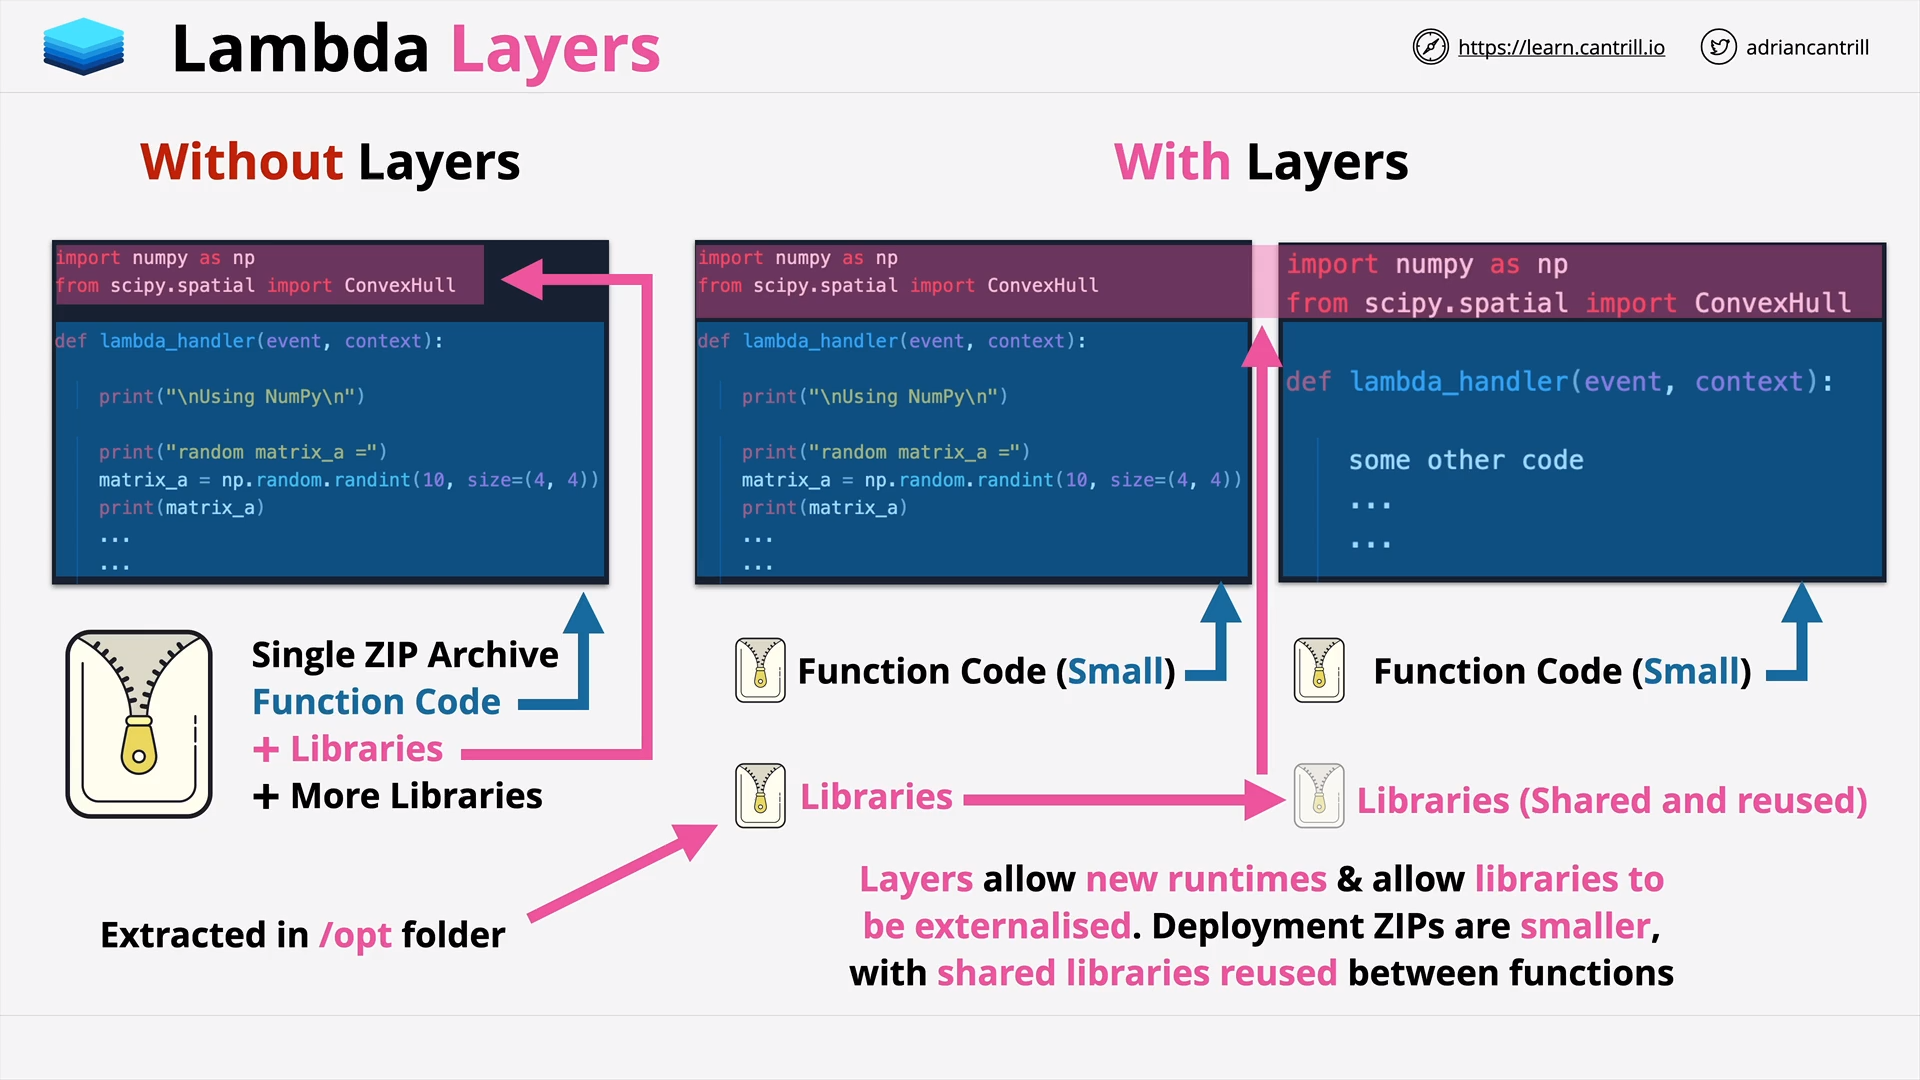 Lambda Layers
https://learn.cantrill.io
adriancantrill
Without Layers
import numpy as np
from scipy.spatial import ConvexHull
def lambda_handler(event, context):
print("\nUsing NumPy\n")
print("random matrix_a =")
matrix_a = np.random.randint(10, size=(4, 4))
print(matrix_a)
...
...
Single ZIP Archive
Function Code
+ Libraries
+ More Libraries
Extracted in /opt folder
With Layers
import numpy as np
from scipy.spatial import ConvexHull
def lambda_handler(event, context):
print("\nUsing NumPy\n")
print("random matrix_a =")
matrix_a = np.random.randint(10, size=(4, 4))
print(matrix_a)
...
...
Function Code (Small)
Libraries
import numpy as np
from scipy.spatial import ConvexHull
def lambda_handler(event, context):
some other code
...
...
Function Code (Small)
Libraries (Shared and reused)
Layers allow new runtimes & allow libraries to
be externalised. Deployment ZIPs are smaller,
with shared libraries reused between functions